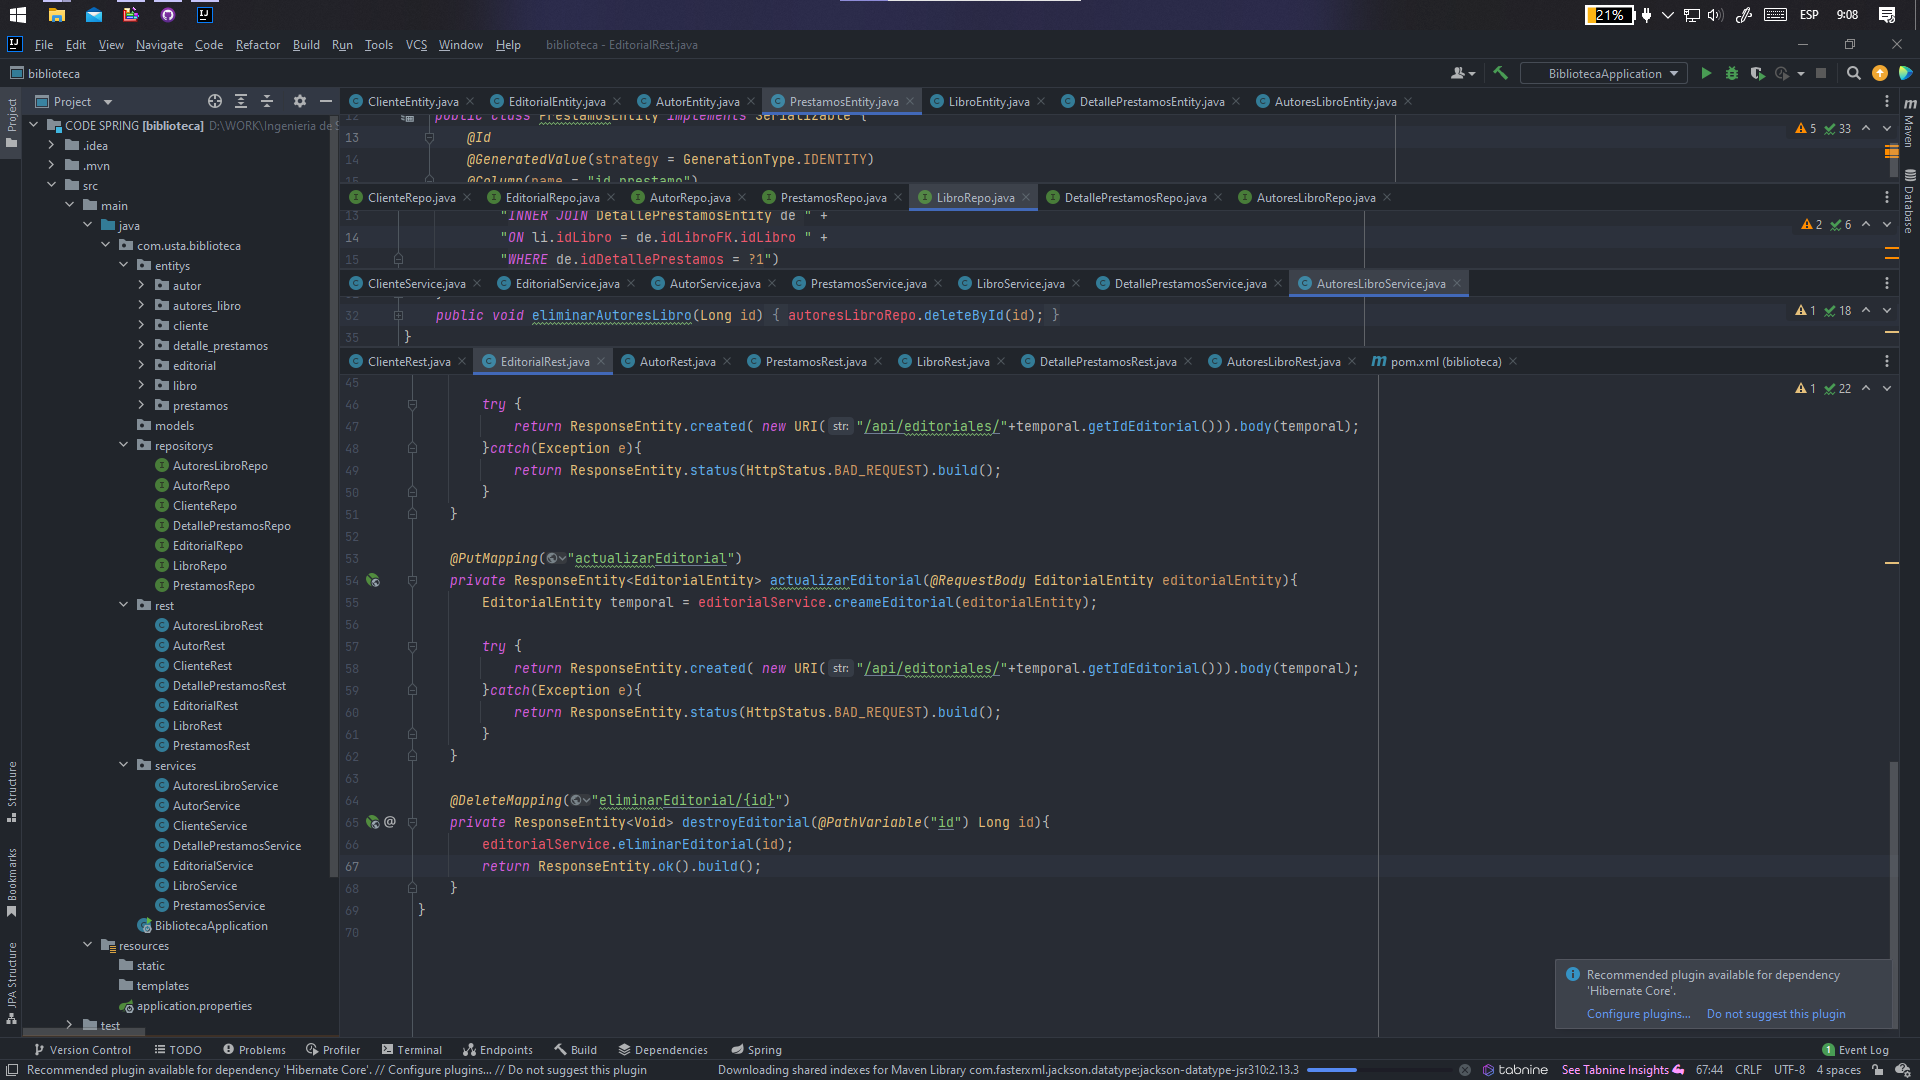 21%
ESP
9:08
File Edit View Navigate Code Refactor Build Run Tools VCS Window Help biblioteca - EditorialRest.java
biblioteca
BibliotecaApplication
Project
ClienteEntity.java EditorialEntity.java AutorEntity.java PrestamosEntity.java LibroEntity.java DetallePrestamosEntity.java AutoresLibroEntity.java
12 public class PrestamosEntity implements Serializable {
13 @Id
14 @GeneratedValue(strategy = GenerationType.IDENTITY)
15 @Column(name = "id_prestamo")
5 33
ClienteRepo.java EditorialRepo.java AutorRepo.java PrestamosRepo.java LibroRepo.java DetallePrestamosRepo.java AutoresLibroRepo.java
13 "INNER JOIN DetallePrestamosEntity de " +
14 "ON li.idLibro = de.idLibroFK.idLibro " +
15 "WHERE de.idDetallePrestamos = ?1")
2 6
ClienteService.java EditorialService.java AutorService.java PrestamosService.java LibroService.java DetallePrestamosService.java AutoresLibroService.java
32 public void eliminarAutoresLibro(Long id) { autoresLibroRepo.deleteById(id); }
35 }
1 18
ClienteRest.java EditorialRest.java AutorRest.java PrestamosRest.java LibroRest.java DetallePrestamosRest.java AutoresLibroRest.java pom.xml (biblioteca)
1 22
45
46 try {
47 return ResponseEntity.created( new URI( str: "/api/editoriales/"+temporal.getIdEditorial())).body(temporal);
48 }catch(Exception e){
49 return ResponseEntity.status(HttpStatus.BAD_REQUEST).build();
50 }
51 }
52
53 @PutMapping("actualizarEditorial")
54 private ResponseEntity<EditorialEntity> actualizarEditorial(@RequestBody EditorialEntity editorialEntity){
55 EditorialEntity temporal = editorialService.creameEditorial(editorialEntity);
56
57 try {
58 return ResponseEntity.created( new URI( str: "/api/editoriales/"+temporal.getIdEditorial())).body(temporal);
59 }catch(Exception e){
60 return ResponseEntity.status(HttpStatus.BAD_REQUEST).build();
61 }
62 }
63
64 @DeleteMapping("eliminarEditorial/{id}")
65 private ResponseEntity<Void> destroyEditorial(@PathVariable("id") Long id){
66 editorialService.eliminarEditorial(id);
67 return ResponseEntity.ok().build();
68 }
69 }
70
CODE SPRING [biblioteca] D:\WORK\Ingenieria de S
.idea
.mvn
src
main
java
com.usta.biblioteca
entitys
autor
autores_libro
cliente
detalle_prestamos
editorial
libro
prestamos
models
repositorys
AutoresLibroRepo
AutorRepo
ClienteRepo
DetallePrestamosRepo
EditorialRepo
LibroRepo
PrestamosRepo
rest
AutoresLibroRest
AutorRest
ClienteRest
DetallePrestamosRest
EditorialRest
LibroRest
PrestamosRest
services
AutoresLibroService
AutorService
ClienteService
DetallePrestamosService
EditorialService
LibroService
PrestamosService
BibliotecaApplication
resources
static
templates
application.properties
test
Project
Structure
Bookmarks
JPA Structure
Maven
Database
Recommended plugin available for dependency
'Hibernate Core'.
Configure plugins... Do not suggest this plugin
Version Control TODO Problems Profiler Terminal Endpoints Build Dependencies Spring 1 Event Log
Recommended plugin available for dependency 'Hibernate Core'. // Configure plugins... // Do not suggest this plugin Downloading shared indexes for Maven Library com.fasterxml.jackson.datatype:jackson-datatype-jsr310:2.13.3 tabnine See Tabnine Insights 67:44 CRLF UTF-8 4 spaces